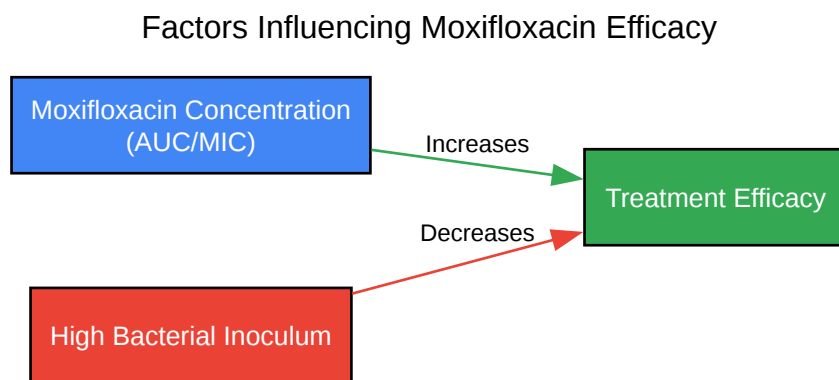 Factors Influencing Moxifloxacin Efficacy
Moxifloxacin Concentration
(AUC/MIC)
Increases
Treatment Efficacy
Decreases
High Bacterial Inoculum